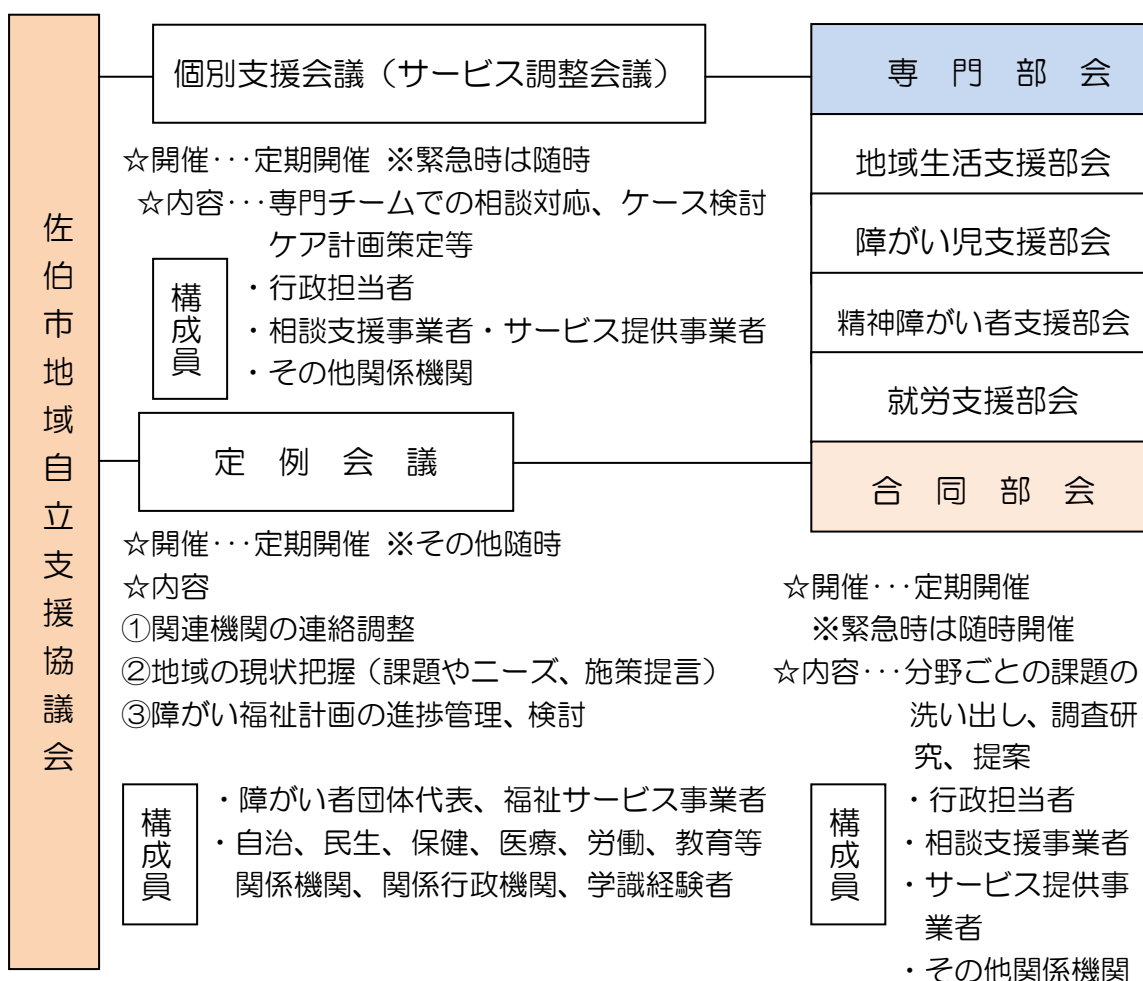 佐伯市地域自立支援協議会
個別支援会議（サービス調整会議）
☆開催･･･定期開催 ※緊急時は随時
☆内容･･･専門チームでの相談対応、ケース検討
ケア計画策定等
構成員
・行政担当者
・相談支援事業者・サービス提供事業者
・その他関係機関
定例会議
☆開催･･･定期開催 ※その他随時
☆内容
①関連機関の連絡調整
②地域の現状把握（課題やニーズ、施策提言）
③障がい福祉計画の進捗管理、検討
構成員
・障がい者団体代表、福祉サービス事業者
・自治、民生、保健、医療、労働、教育等
関係機関、関係行政機関、学識経験者
専門部会
地域生活支援部会
障がい児支援部会
精神障がい者支援部会
就労支援部会
合同部会
☆開催･･･定期開催
※緊急時は随時開催
☆内容･･･分野ごとの課題の
洗い出し、調査研
究、提案
構成員
・行政担当者
・相談支援事業者
・サービス提供事
業者
・その他関係機関